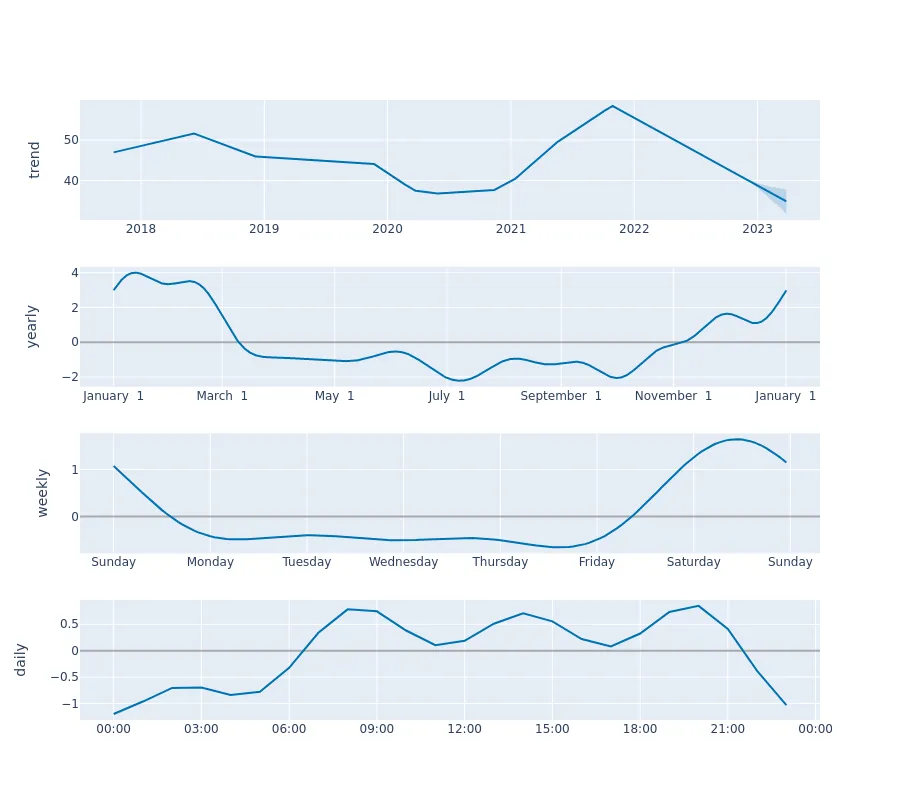 trend
50
40
2018 2019 2020 2021 2022 2023
yearly
4
2
0
−2
January 1 March 1 May 1 July 1 September 1 November 1 January 1
weekly
1
0
Sunday Monday Tuesday Wednesday Thursday Friday Saturday Sunday
daily
0.5
0
−0.5
−1
00:00 03:00 06:00 09:00 12:00 15:00 18:00 21:00 00:00